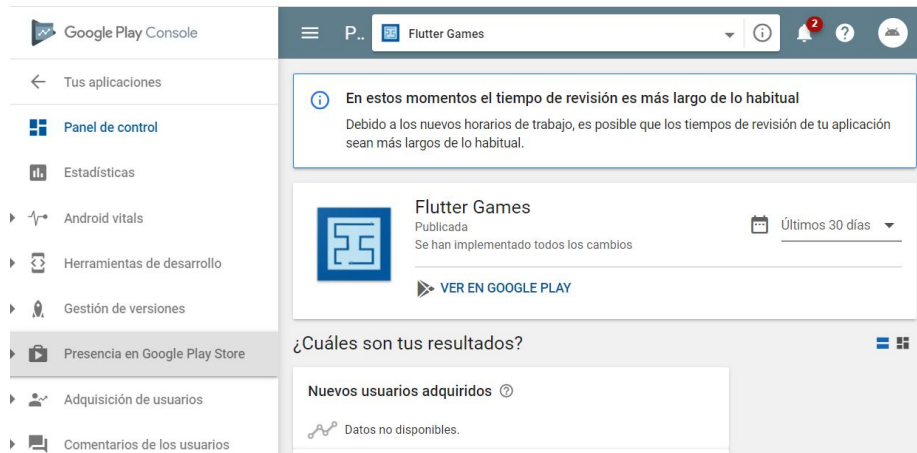 Google Play Console
Tus aplicaciones
Panel de control
Estadísticas
Android vitals
Herramientas de desarrollo
Gestión de versiones
Presencia en Google Play Store
Adquisición de usuarios
Comentarios de los usuarios
P.. Flutter Games
2
En estos momentos el tiempo de revisión es más largo de lo habitual
Debido a los nuevos horarios de trabajo, es posible que los tiempos de revisión de tu aplicación
sean más largos de lo habitual.
Flutter Games
Publicada
Se han implementado todos los cambios
Últimos 30 días
VER EN GOOGLE PLAY
¿Cuáles son tus resultados?
Nuevos usuarios adquiridos
Datos no disponibles.